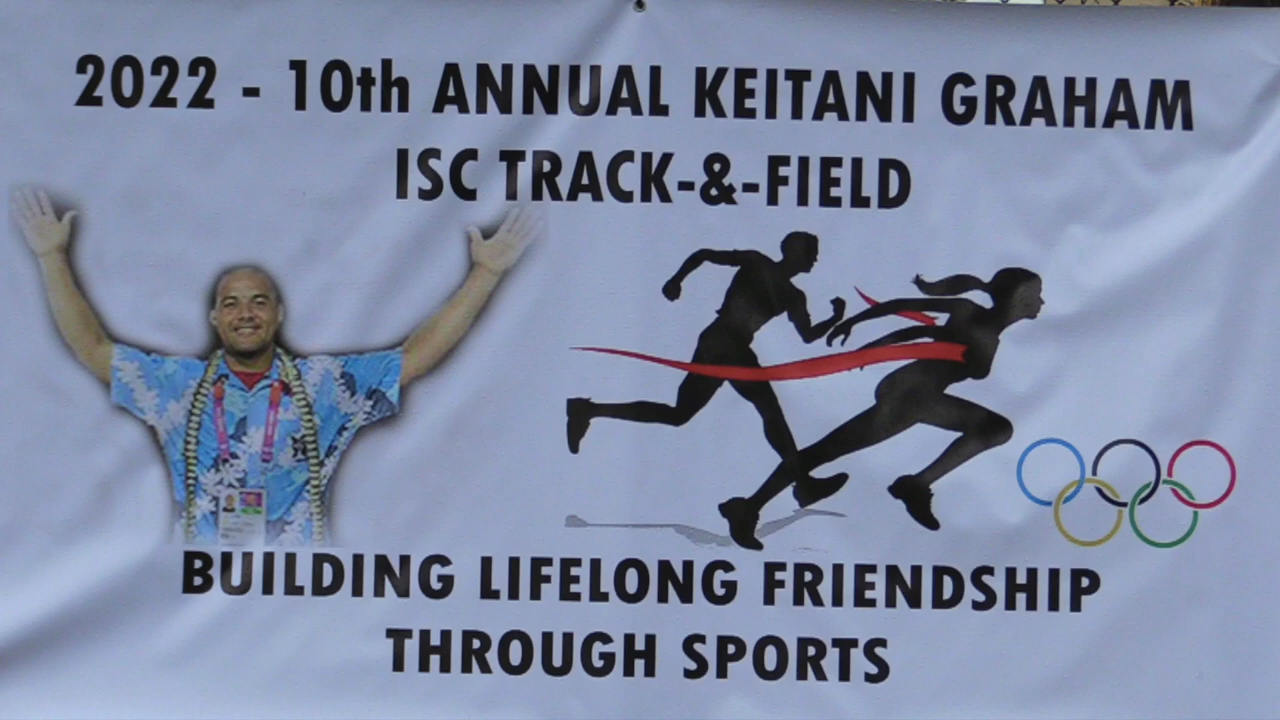 2022 - 10th ANNUAL KEITANI GRAHAM
ISC TRACK-&-FIELD
BUILDING LIFELONG FRIENDSHIP
THROUGH SPORTS